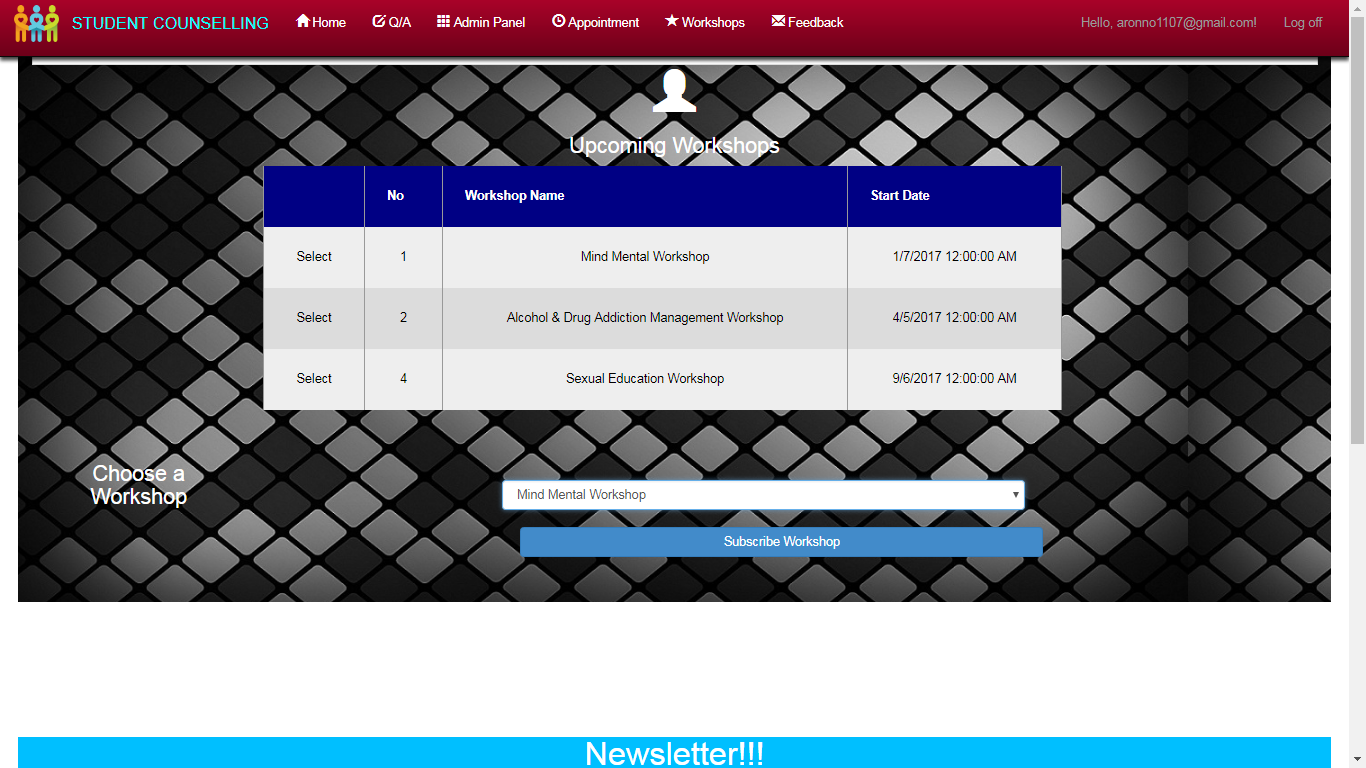 STUDENT COUNSELLING Home Q/A Admin Panel Appointment Workshops Feedback Hello, aronno1107@gmail.com! Log off
Upcoming Workshops
No Workshop Name Start Date
Select 1 Mind Mental Workshop 1/7/2017 12:00:00 AM
Select 2 Alcohol & Drug Addiction Management Workshop 4/5/2017 12:00:00 AM
Select 4 Sexual Education Workshop 9/6/2017 12:00:00 AM
Choose a
Workshop
Mind Mental Workshop
Subscribe Workshop
Newsletter!!!